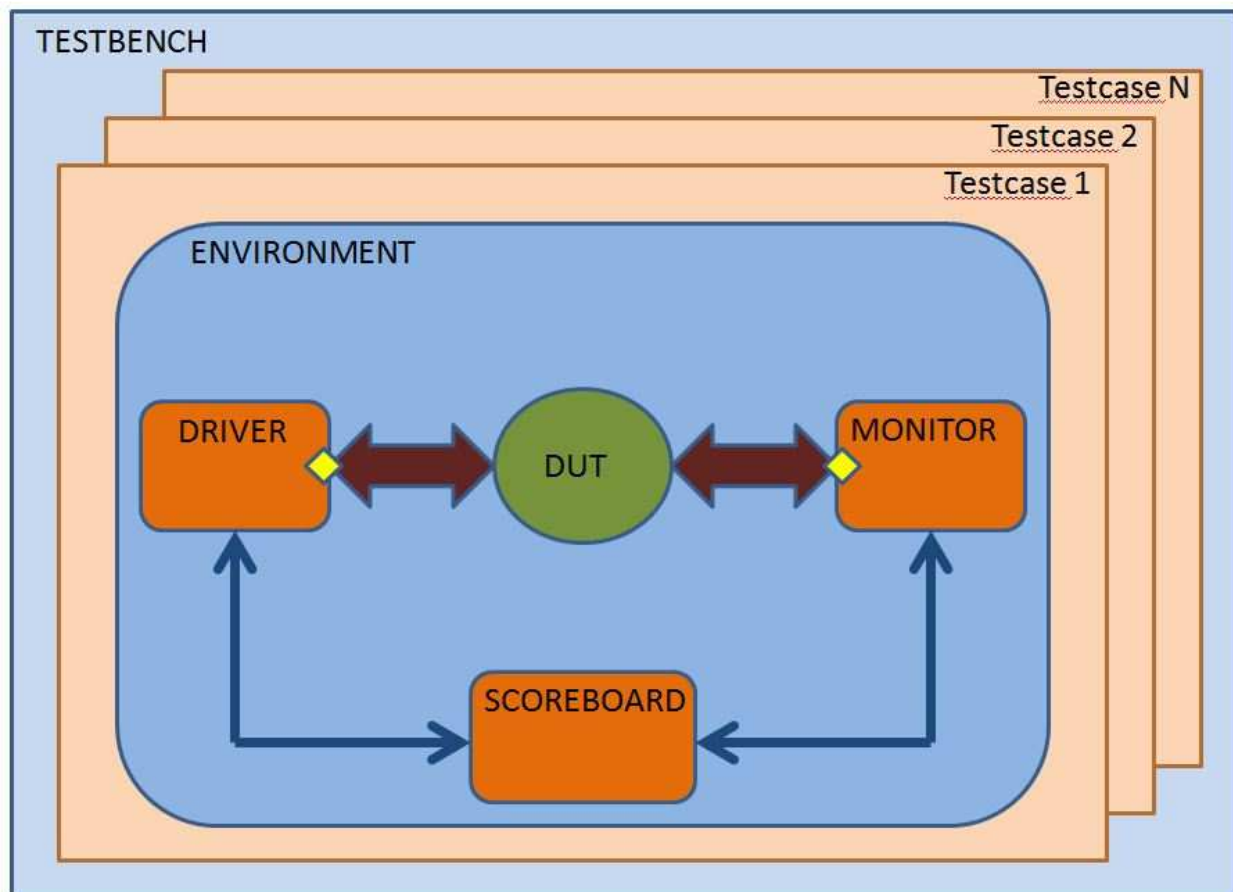 TESTBENCH
Testcase N
Testcase 2
Testcase 1
ENVIRONMENT
DRIVER
DUT
MONITOR
SCOREBOARD